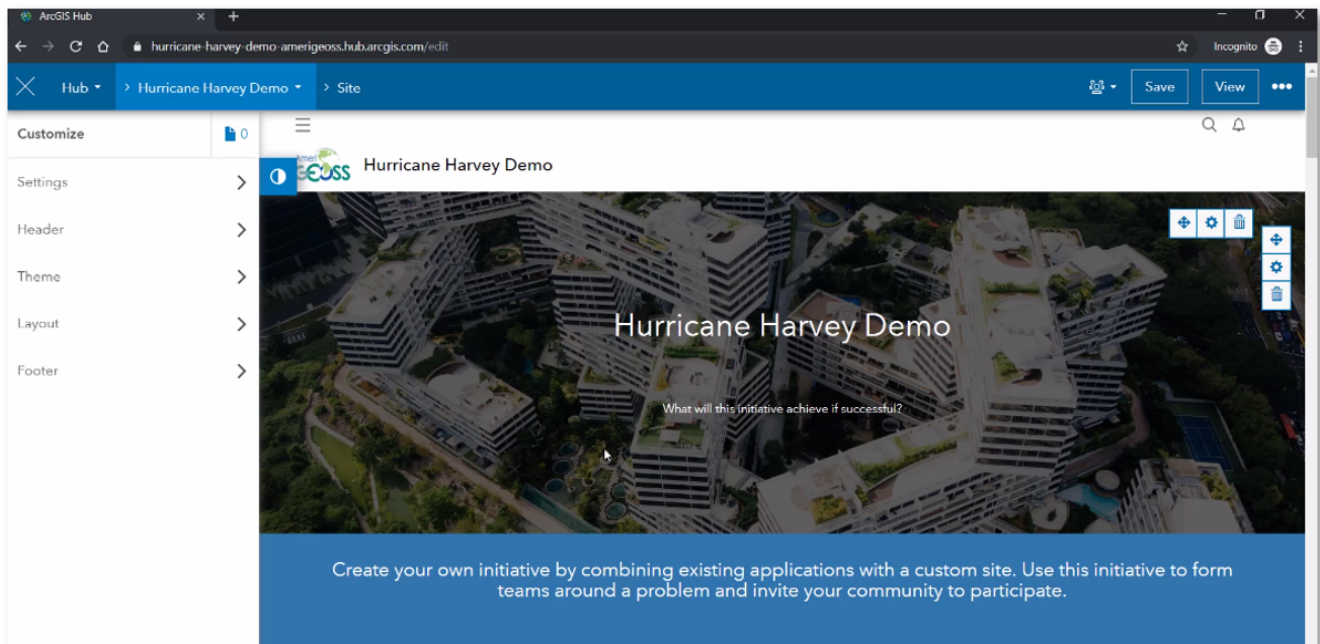 ArcGIS Hub
hurricane-harvey-demo-amerigeoss.hub.arcgis.com/edit
Incognito
Hub
> Hurricane Harvey Demo
> Site
Save
View
Customize
0
Settings
Header
Theme
Layout
Footer
Ameri
GEOSS
Hurricane Harvey Demo
Hurricane Harvey Demo
What will this initiative achieve if successful?
Create your own initiative by combining existing applications with a custom site. Use this initiative to form
teams around a problem and invite your community to participate.